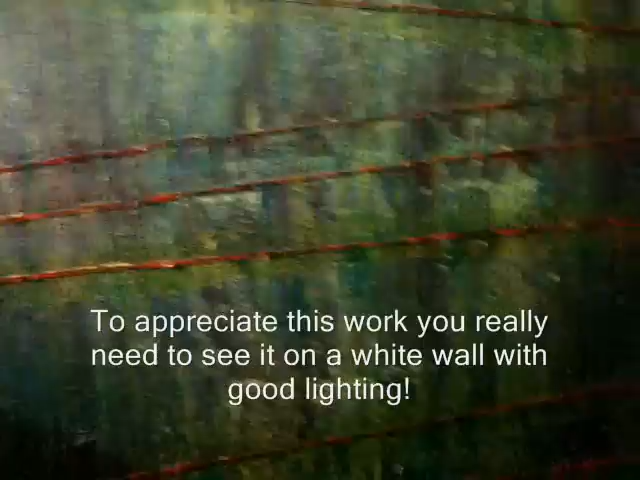 To appreciate this work you really
need to see it on a white wall with
good lighting!